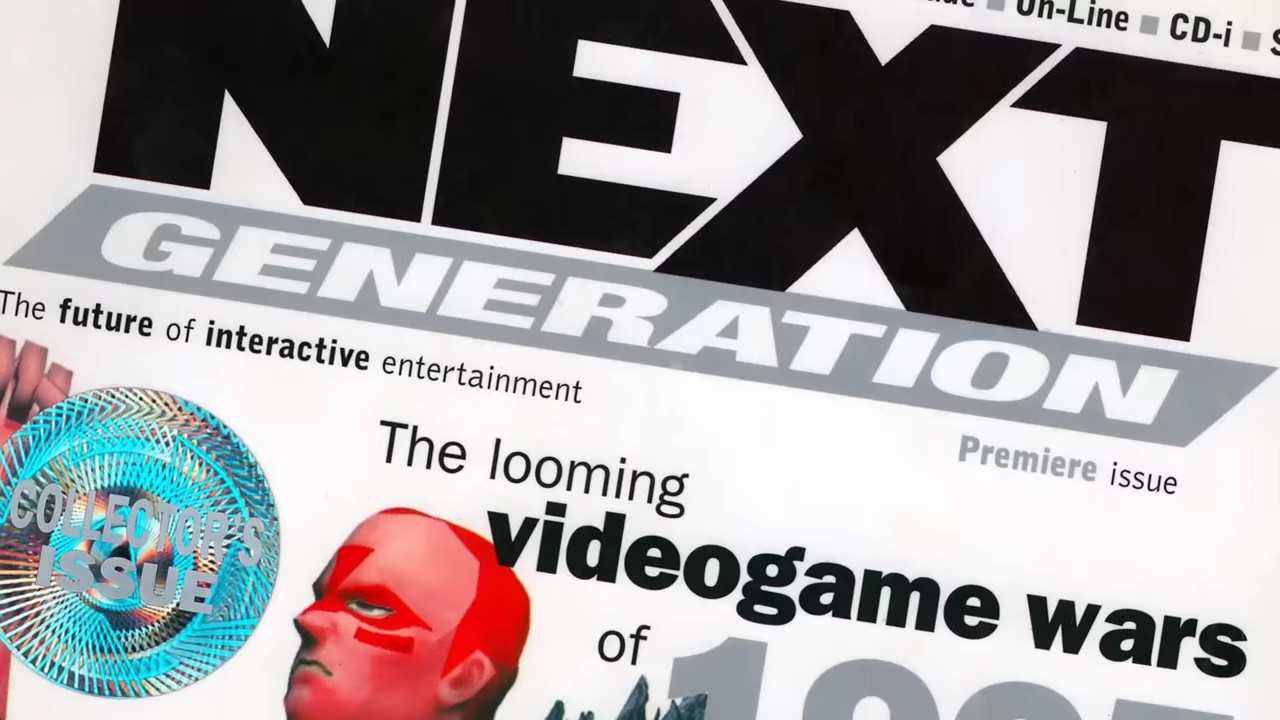 On-Line ■ CD-i ■
NEXT
GENERATION
The future of interactive entertainment
Premiere issue
COLLECTOR'S
ISSUE
The looming
videogame wars
of